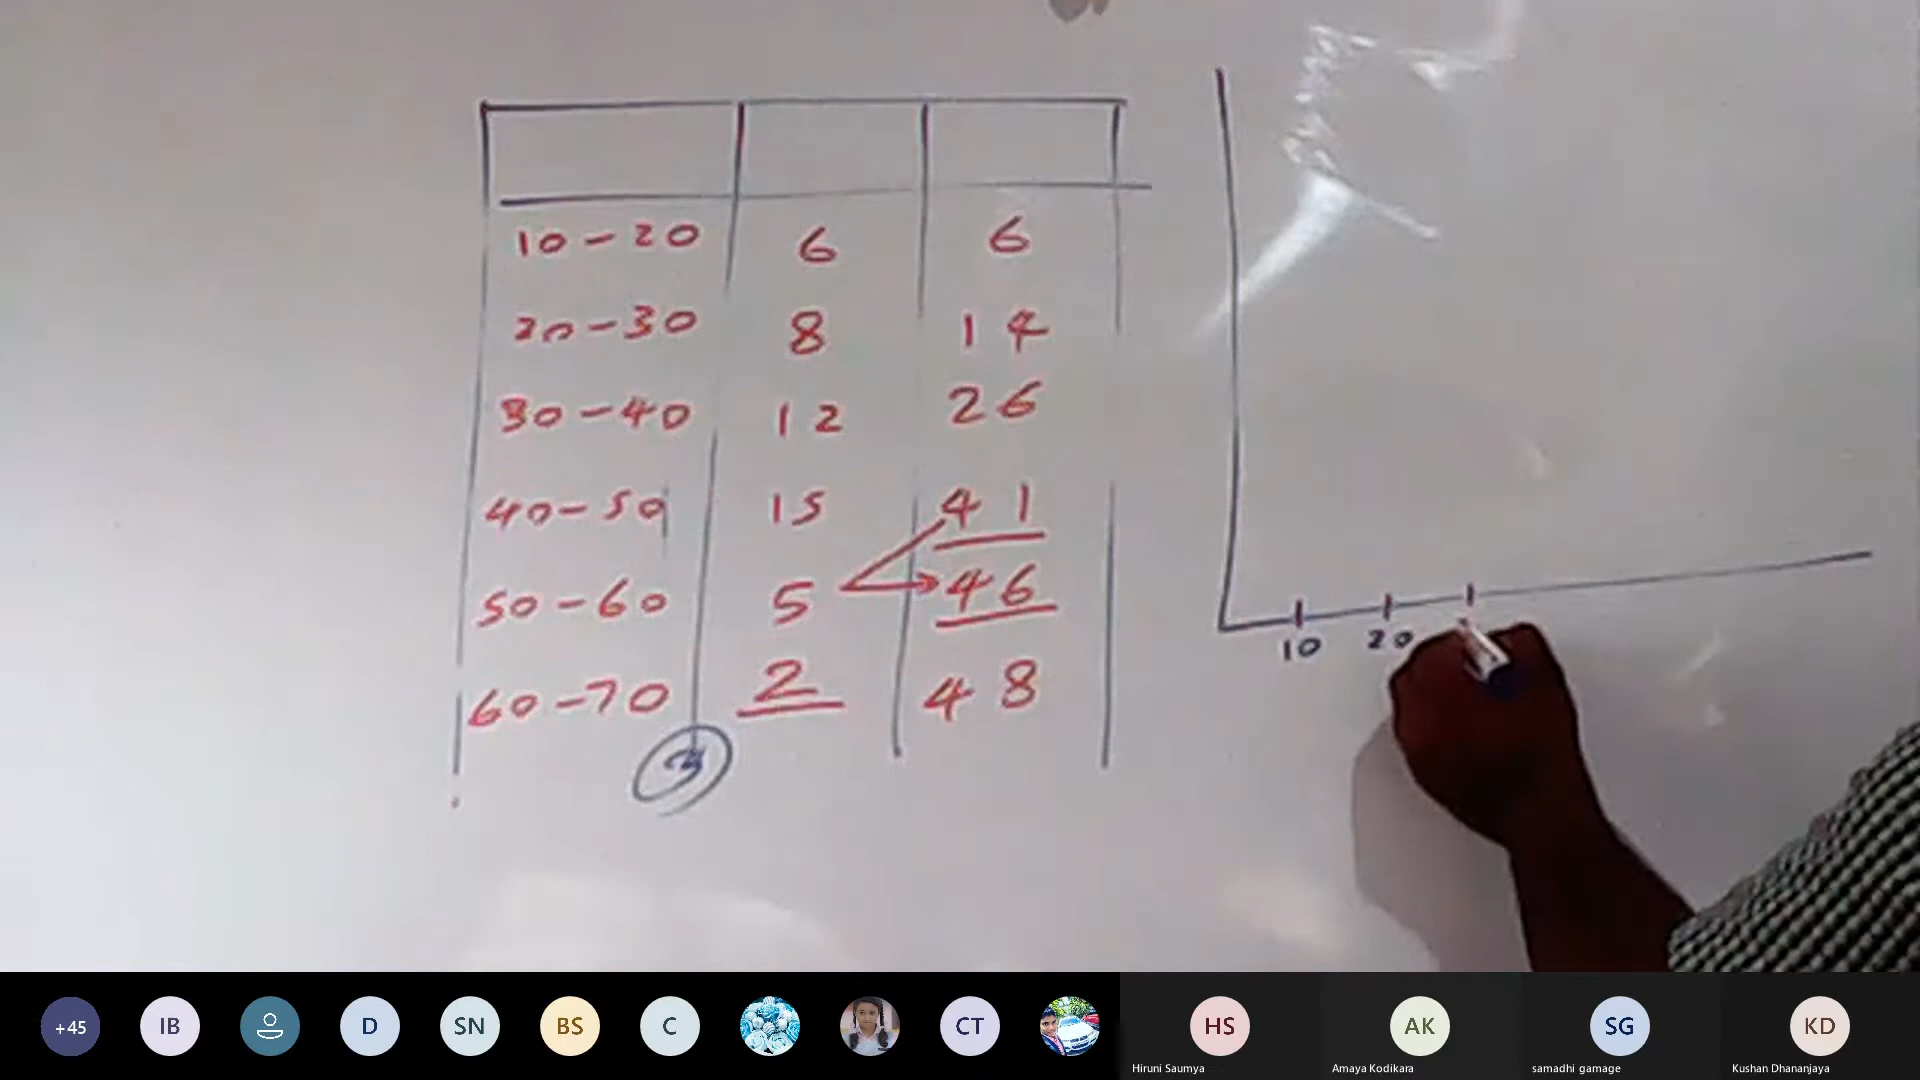 10-20 6 6
20-30 8 14
30-40 12 26
40-50 15 41
50-60 5 46
60-70 2 48
10 20
+45 IB D SN BS C CT HS AK SG KD
Hiruni Saumya Amaya Kodikara samadhi gamage Kushan Dhananjaya